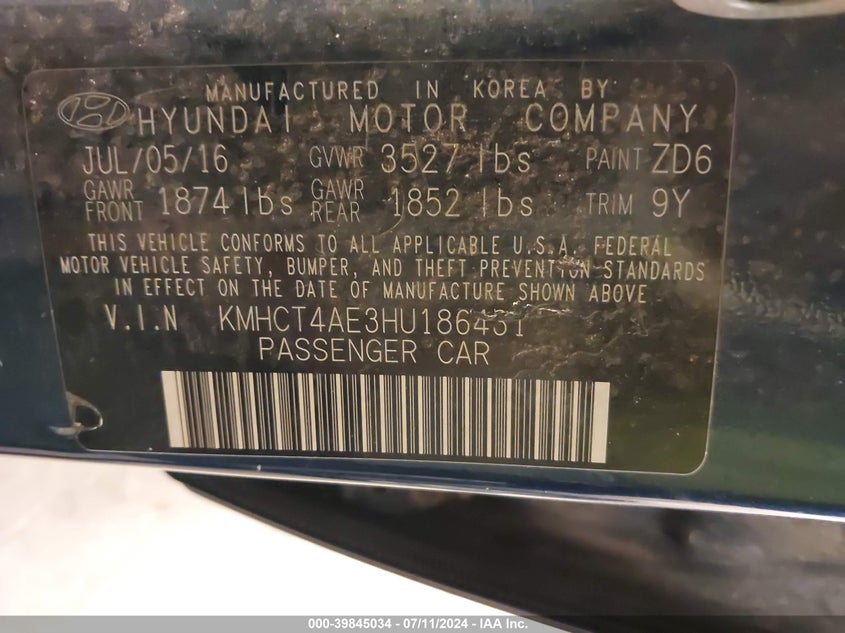 MANUFACTURED IN KOREA BY:
HYUNDAI MOTOR COMPANY
JUL/05/16 GVWR 3527 lbs PAINT ZD6
GAWR FRONT 1874 lbs GAWR REAR 1852 lbs TRIM 9Y
THIS VEHICLE CONFORMS TO ALL APPLICABLE U.S.A. FEDERAL
MOTOR VEHICLE SAFETY, BUMPER, AND THEFT PREVENTION STANDARDS
IN EFFECT ON THE DATE OF MANUFACTURE SHOWN ABOVE
V.I.N KMHCT4AE3HU186431
PASSENGER CAR
000-39845034 - 07/11/2024 - IAA Inc.